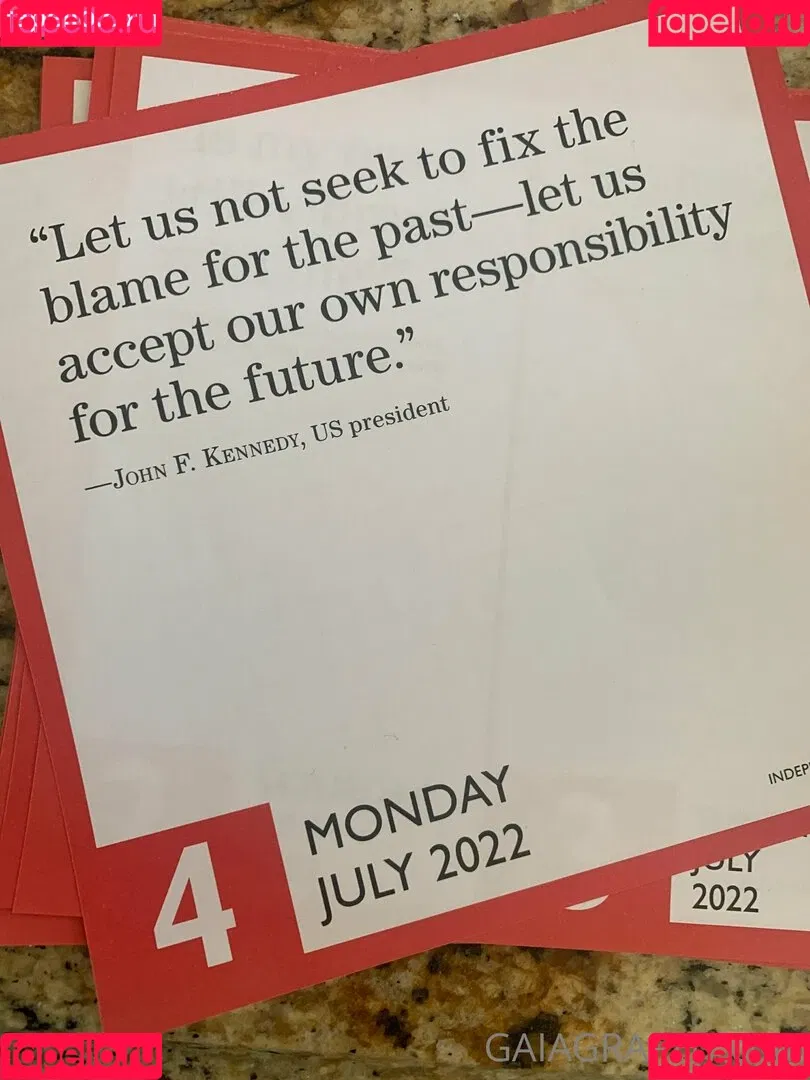 fapello.ru
fapello.ru
“Let us not seek to fix the
blame for the past—let us
accept our own responsibility
for the future.”
—JOHN F. KENNEDY, US president
INDEP
4
MONDAY
JULY 2022
JULY
2022
GAIAGRA
fapello.ru
fapello.ru